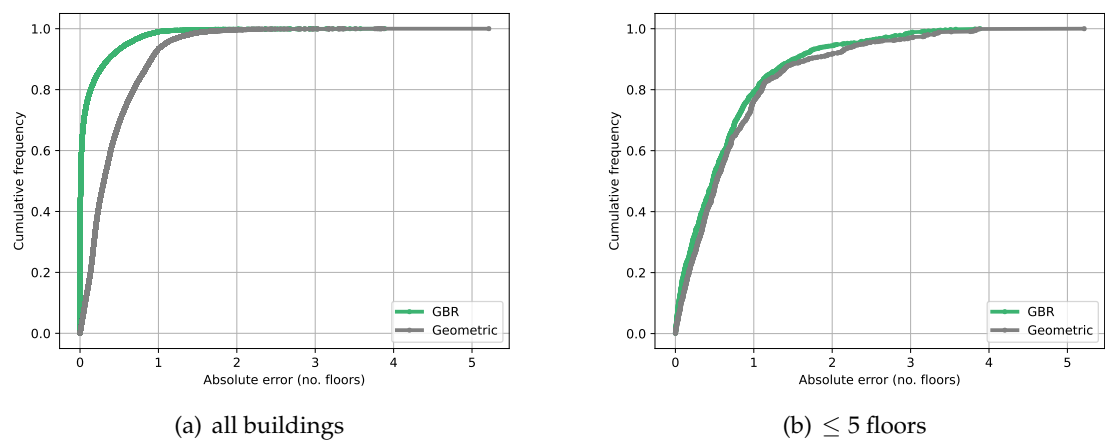 1.0
0.8
0.6
0.4
0.2
0.0
Cumulative frequency
0 1 2 3 4 5
Absolute error (no. floors)
GBR
Geometric
(a) all buildings
1.0
0.8
0.6
0.4
0.2
0.0
Cumulative frequency
0 1 2 3 4 5
Absolute error (no. floors)
GBR
Geometric
(b) ≤ 5 floors